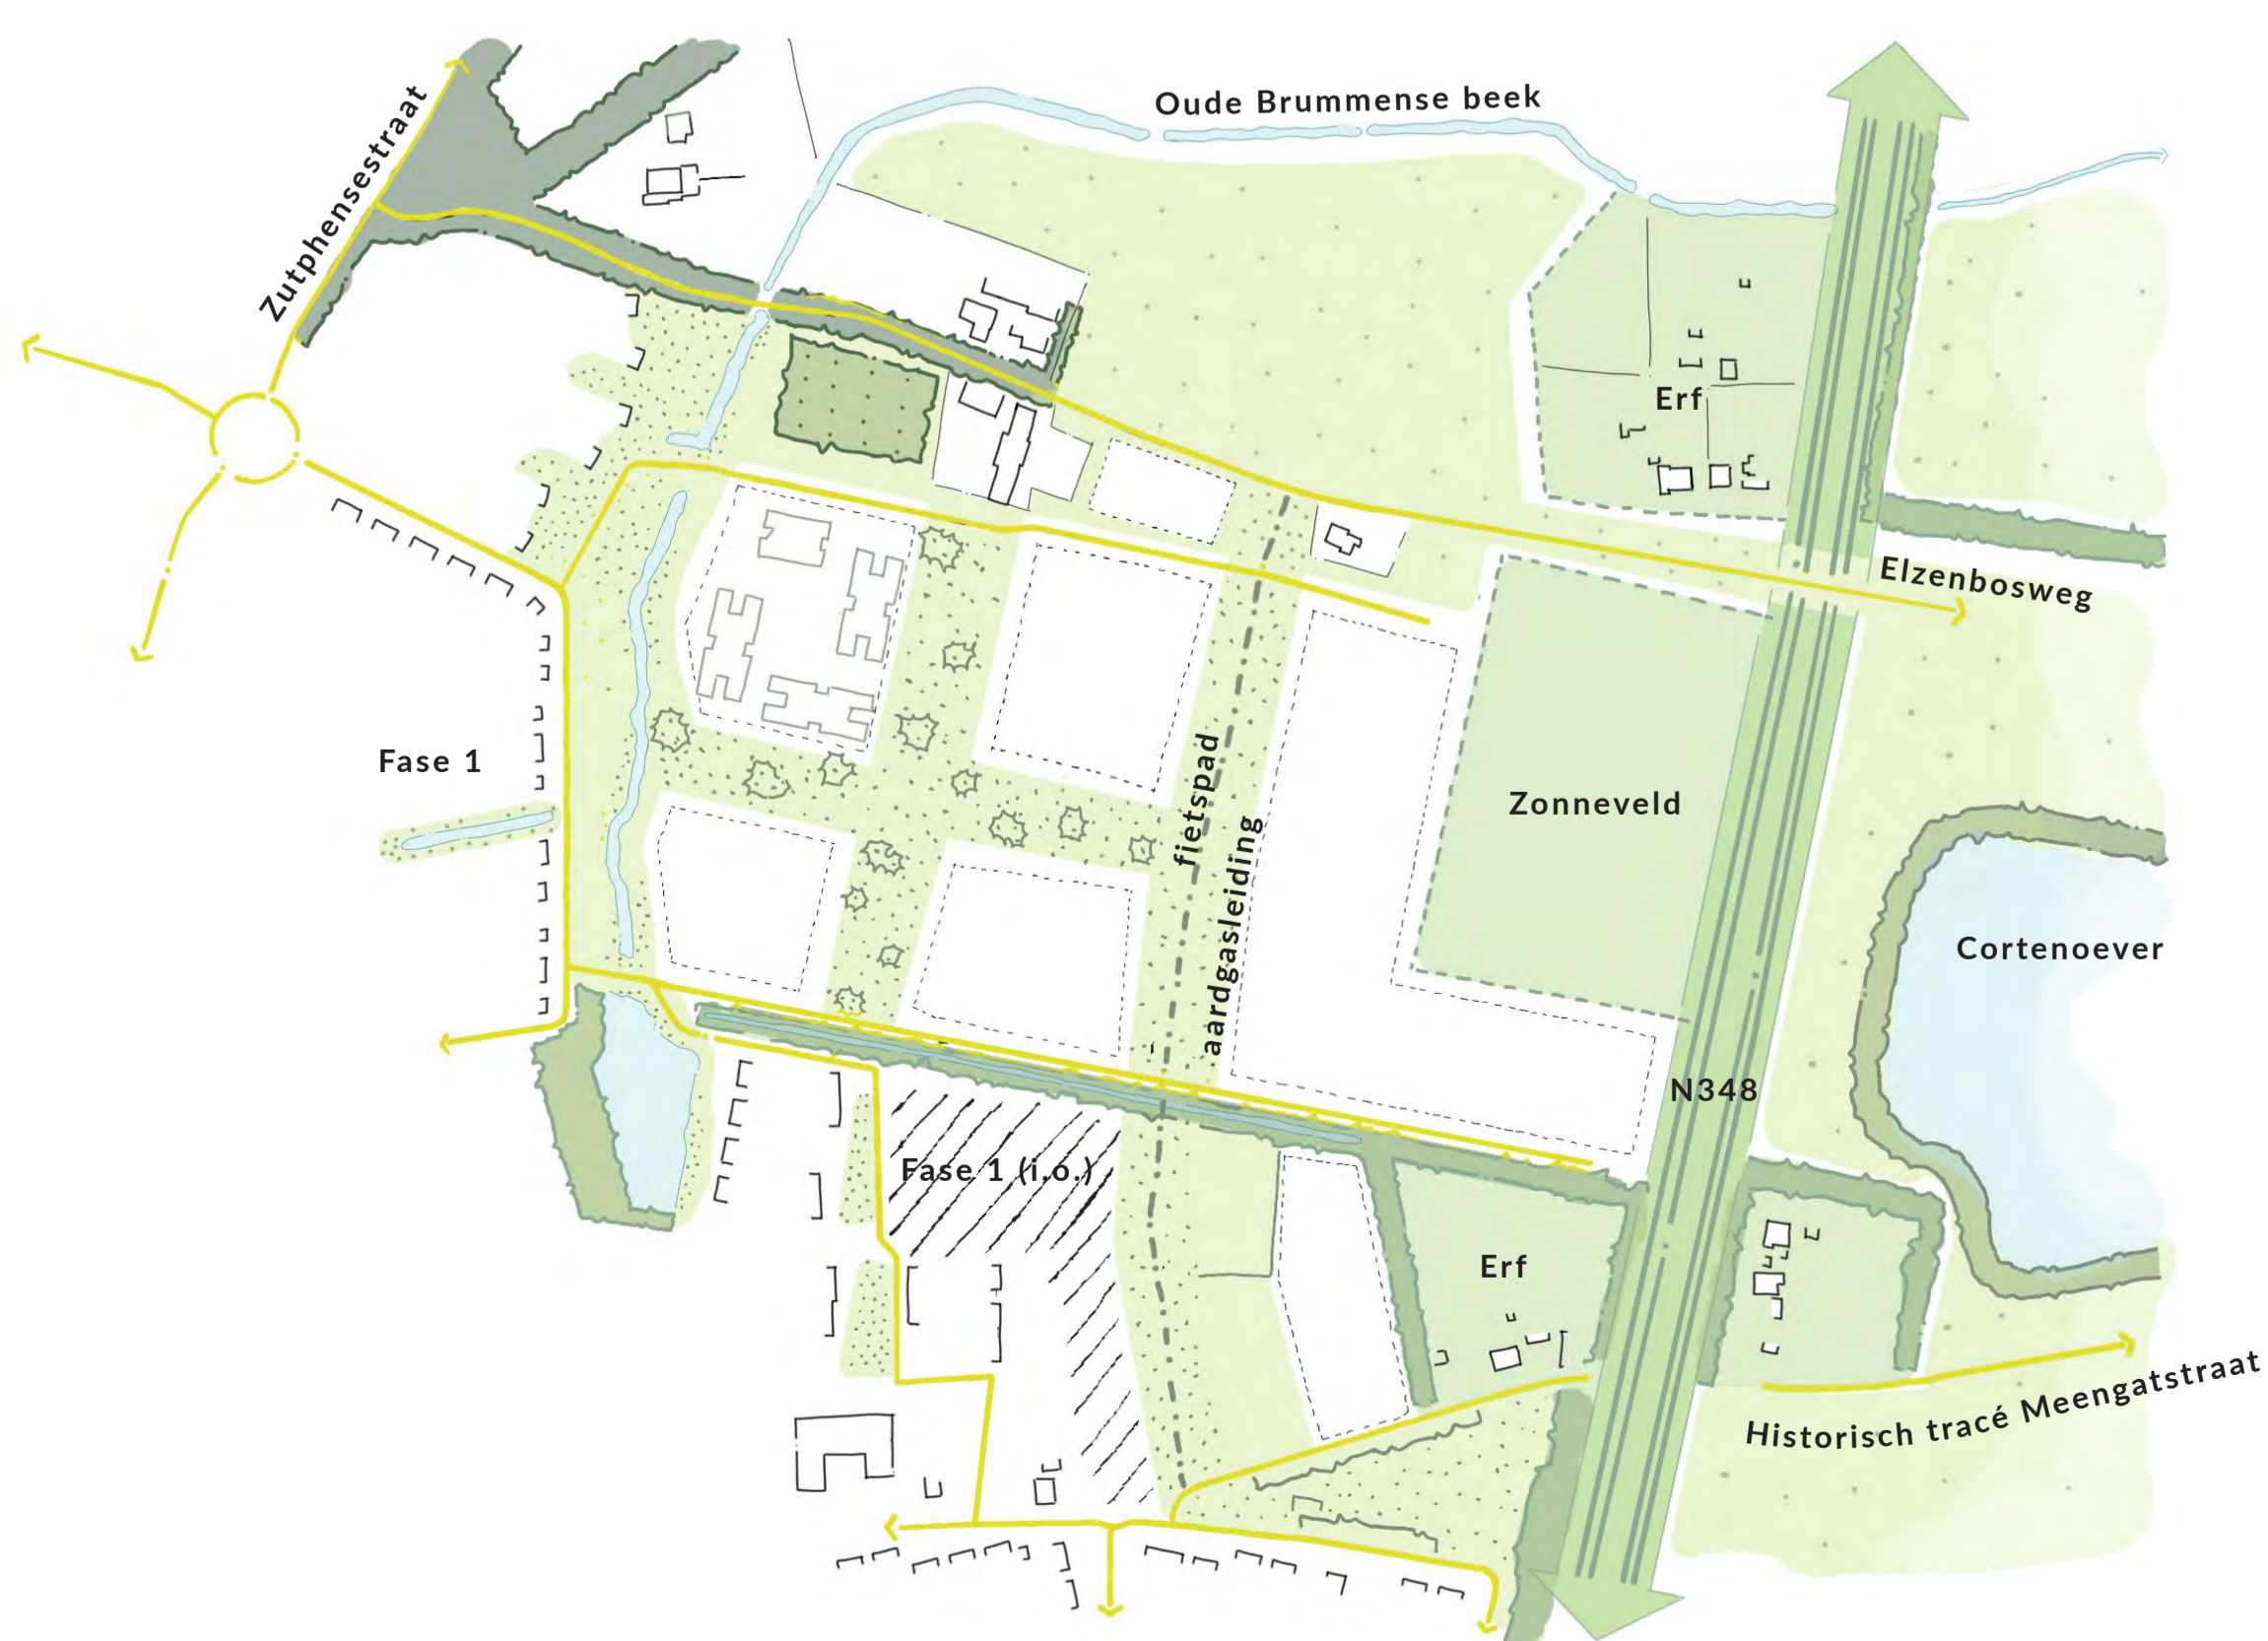 Oude Brummense beek
Zutphensestraat
Erf
Elzenbosweg
Fase 1
fietspad
aardgasleiding
Zonneveld
Cortenoever
N348
Fase 1 (i.o.)
Erf
Historisch tracé Meengatstraat